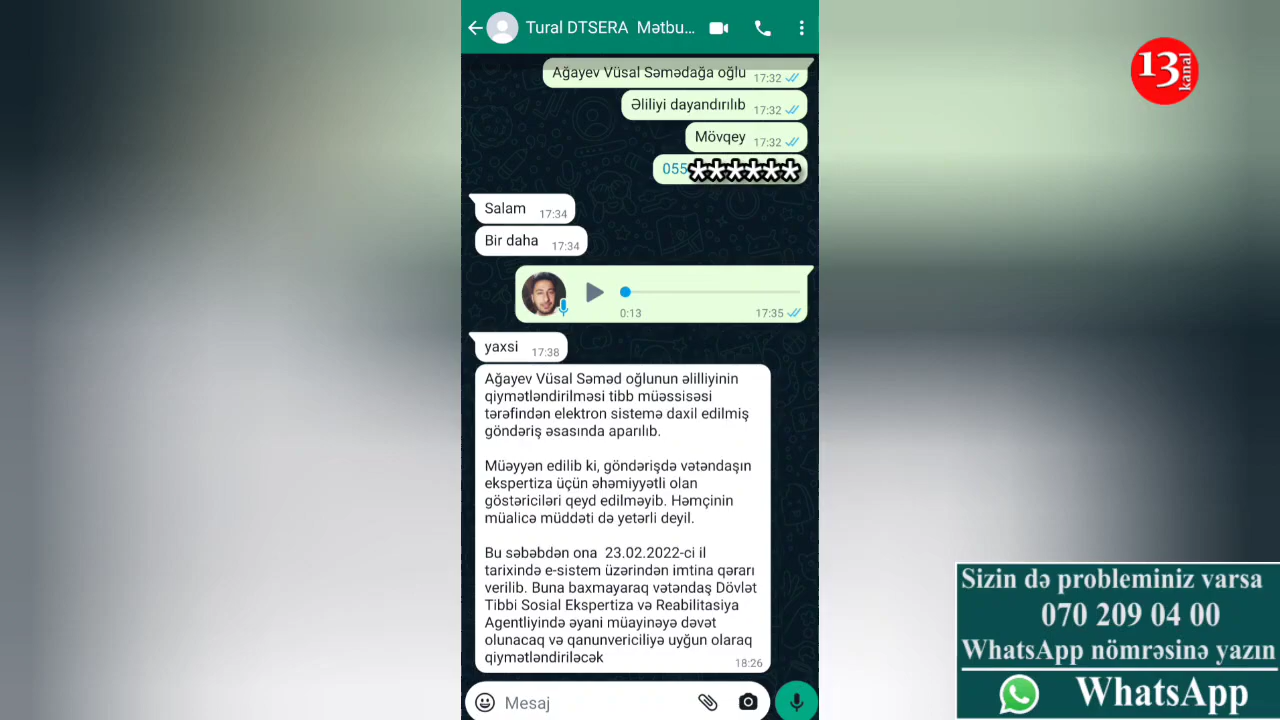 Tural DTSERA Mətbu...
Ağayev Vüsal Səmədağa oğlu 17:32
Əliliyi dayandırılıb 17:32
Mövqey 17:32
055******
Salam 17:34
Bir daha 17:34
0:13 17:35
yaxsi 17:38
Ağayev Vüsal Səməd oğlunun əlilliyinin
qiymətləndirilməsi tibb müəssisəsi
tərəfindən elektron sistemə daxil edilmiş
göndəriş əsasında aparılıb.
Müəyyən edilib ki, göndərişdə vətəndaşın
ekspertiza üçün əhəmiyyətli olan
göstəriciləri qeyd edilməyib. Həmçinin
müalicə müddəti də yetərli deyil.
Bu səbəbdən ona 23.02.2022-ci il
tarixində e-sistem üzərindən imtina qərarı
verilib. Buna baxmayaraq vətəndaş Dövlət
Tibbi Sosial Ekspertiza və Reabilitasiya
Agentliyində əyani müayinəyə dəvət
olunacaq və qanunvericiliyə uyğun olaraq
qiymətləndiriləcək 18:26
Mesaj
13 kanal
Sizin də probleminiz varsa
070 209 04 00
WhatsApp nömrəsinə yazın
WhatsApp